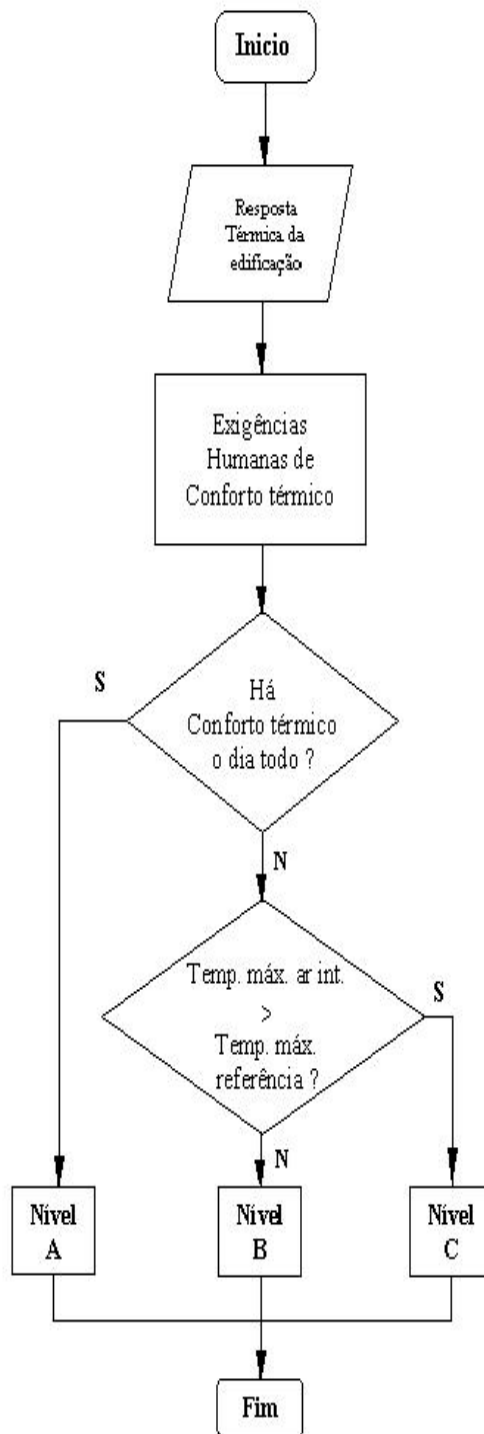 Inicio
Resposta
Térmica da
edificação
Exigências
Humanas de
Conforto térmico
S
Há
Conforto térmico
o dia todo ?
N
Temp. máx. ar int.
S
>
Temp. máx.
referência ?
N
Nível
A
Nível
B
Nível
C
Fim